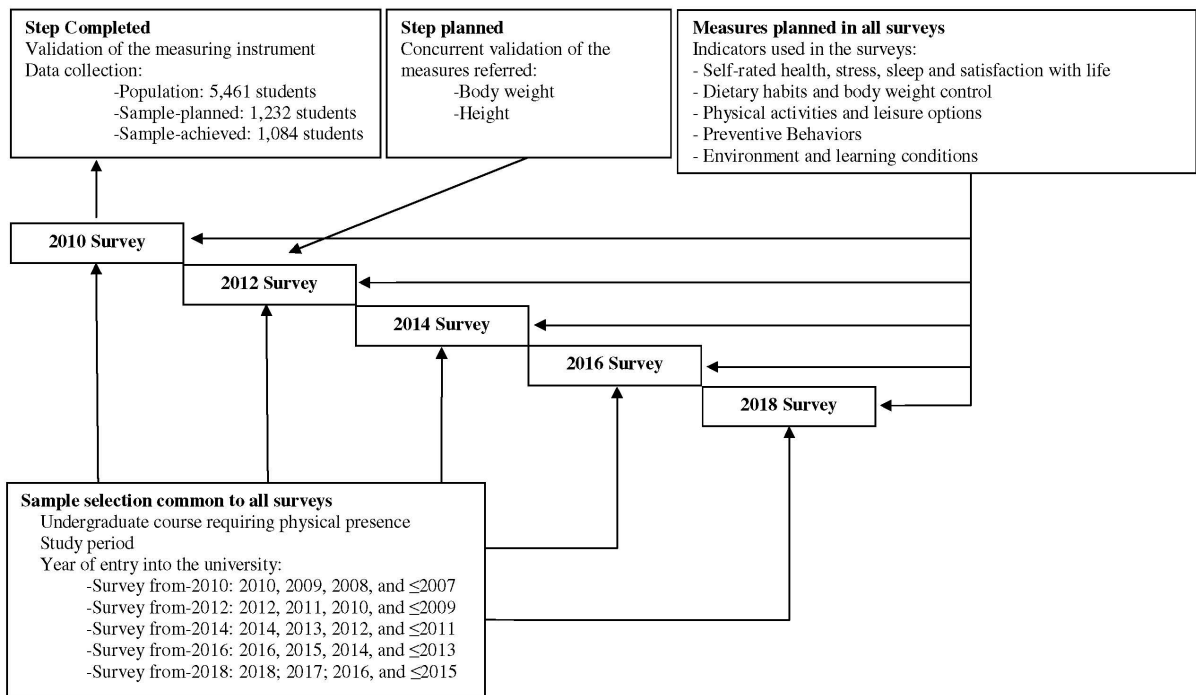 Step Completed
Validation of the measuring instrument
Data collection:
-Population: 5,461 students
-Sample-planned: 1,232 students
-Sample-achieved: 1,084 students
Step planned
Concurrent validation of the
measures referred:
-Body weight
-Height
Measures planned in all surveys
Indicators used in the surveys:
- Self-rated health, stress, sleep and satisfaction with life
- Dietary habits and body weight control
- Physical activities and leisure options
- Preventive Behaviors
- Environment and learning conditions
2010 Survey
2012 Survey
2014 Survey
2016 Survey
2018 Survey
Sample selection common to all surveys
Undergraduate course requiring physical presence
Study period
Year of entry into the university:
-Survey from-2010: 2010, 2009, 2008, and ≤2007
-Survey from-2012: 2012, 2011, 2010, and ≤2009
-Survey from-2014: 2014, 2013, 2012, and ≤2011
-Survey from-2016: 2016, 2015, 2014, and ≤2013
-Survey from-2018: 2018; 2017; 2016, and ≤2015